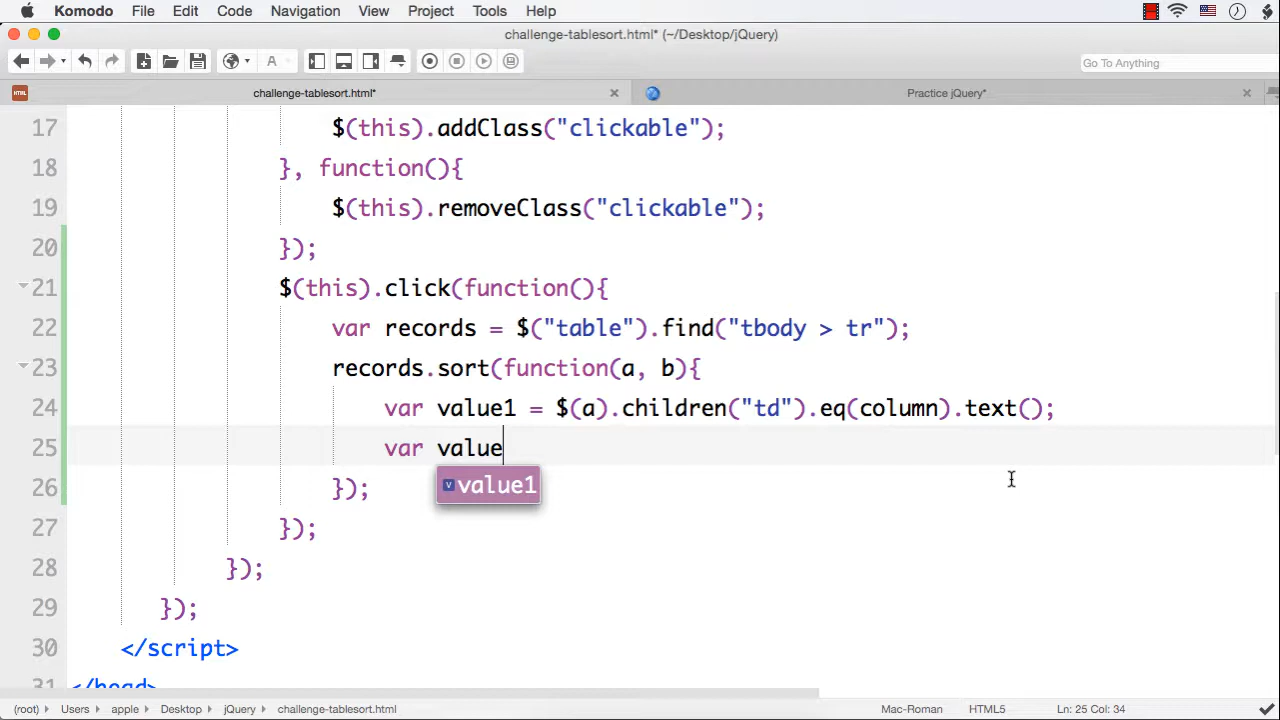 Komodo File Edit Code Navigation View Project Tools Help
challenge-tablesort.html* (~/Desktop/jQuery)
A Go To Anything
HTML challenge-tablesort.html* Practice jQuery*
17 $(this).addClass("clickable");
18 }, function(){
19 $(this).removeClass("clickable");
20 });
21 $(this).click(function(){
22 var records = $("table").find("tbody > tr");
23 records.sort(function(a, b){
24 var value1 = $(a).children("td").eq(column).text();
25 var value
v value1
26 });
27 });
28 });
29 });
30 </script>
31 </head>
(root) Users apple Desktop jQuery challenge-tablesort.html Mac-Roman HTML5 Ln: 25 Col: 34